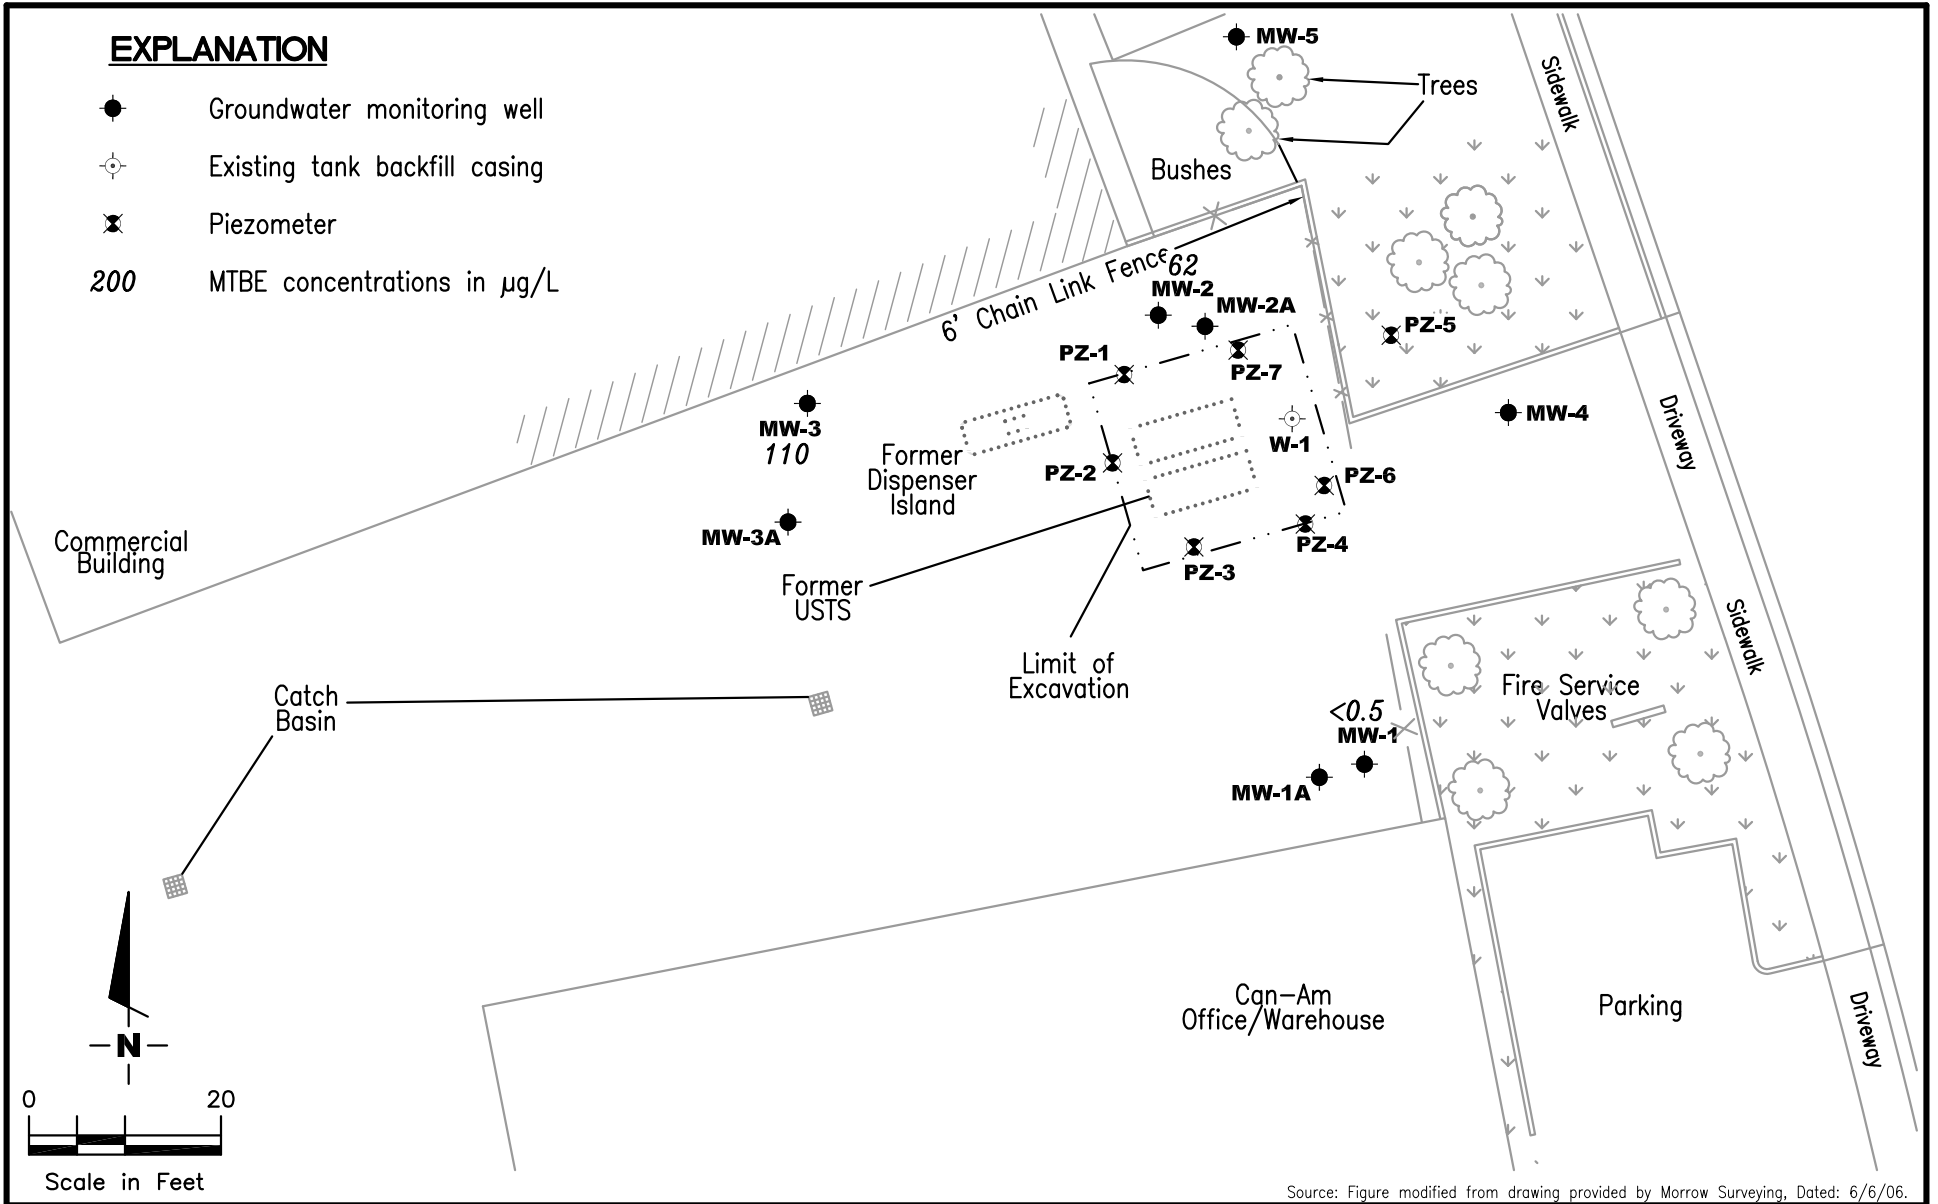 EXPLANATION
Groundwater monitoring well
Existing tank backfill casing
Piezometer
200 MTBE concentrations in µg/L
MW-5
Trees
Sidewalk
Bushes
6' Chain Link Fence
62
MW-2
MW-2A
PZ-5
PZ-1
PZ-7
MW-3
110
MW-4
W-1
Driveway
Former
Dispenser
Island
PZ-2
PZ-6
MW-3A
PZ-4
PZ-3
Commercial
Building
Former
USTS
Limit of
Excavation
Sidewalk
Catch
Basin
Fire Service
Valves
<0.5
MW-1
MW-1A
Can-Am
Office/Warehouse
Parking
Driveway
N
0 20
Scale in Feet
Source: Figure modified from drawing provided by Morrow Surveying, Dated: 6/6/06.